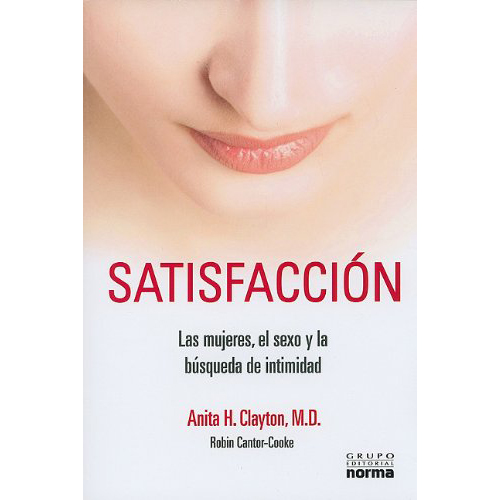 SATISFACCIÓN
Las mujeres, el sexo y la
búsqueda de intimidad
Anita H. Clayton, M.D.
Robin Cantor-Cooke
GRUPO
EDITORIAL
norma